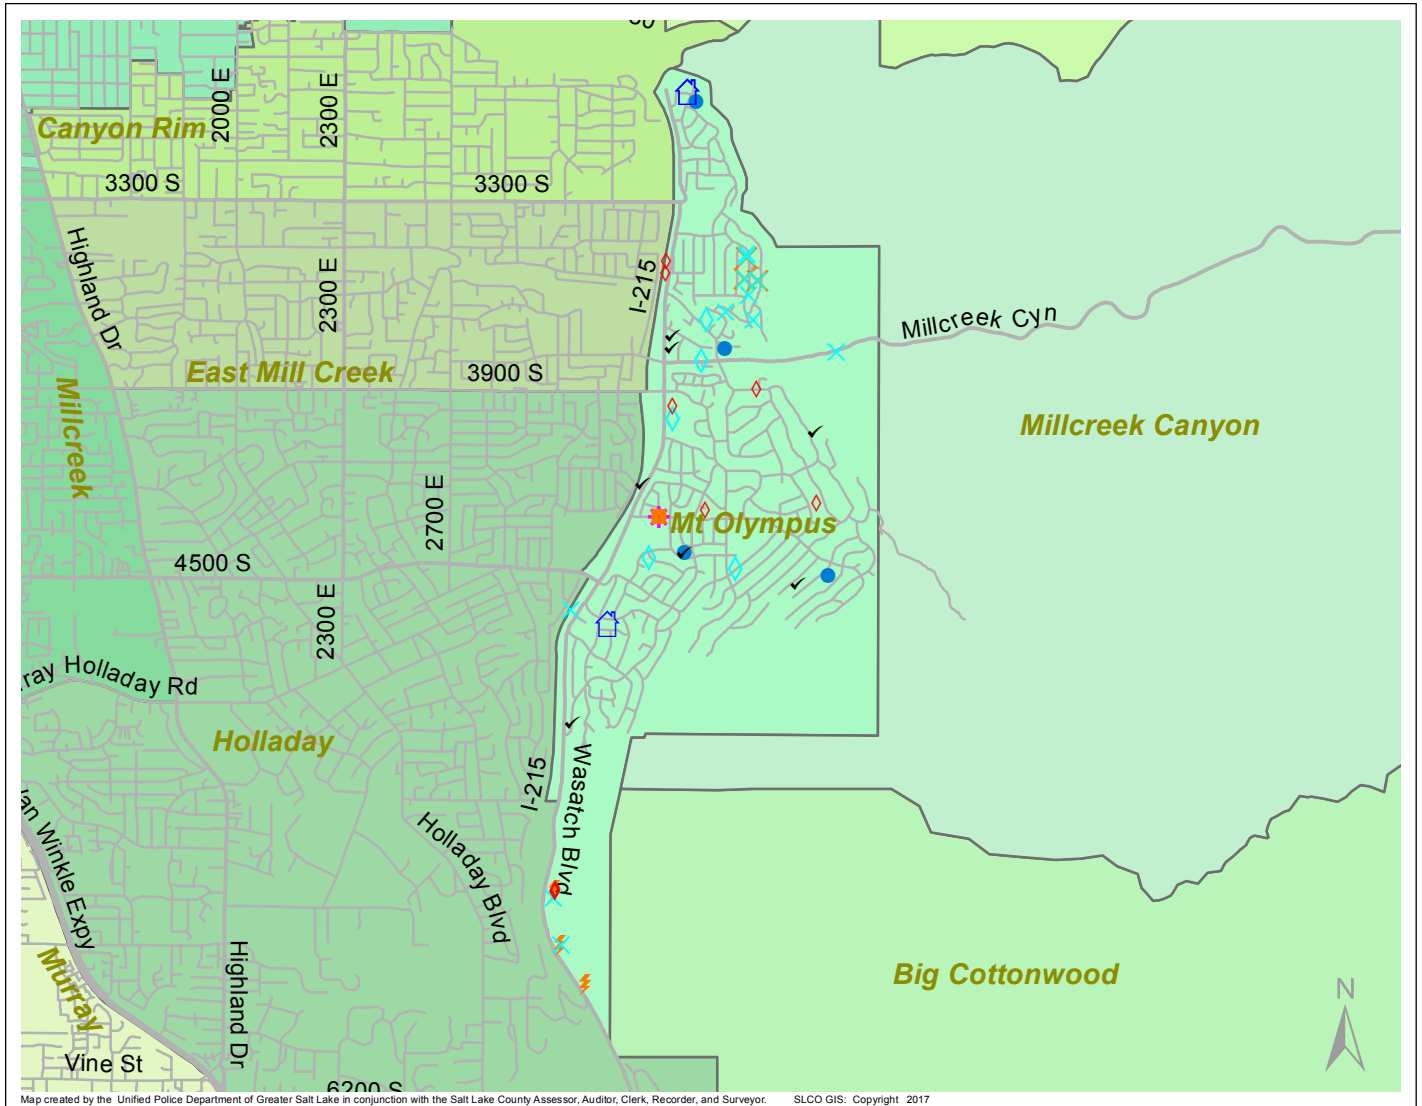 2000 E
2300 E
Canyon Rim
3300 S
3300 S
Highland Dr
2300 E
I-215
Millcreek Cyn
East Mill Creek
3900 S
Millcreek
Millcreek Canyon
2700 E
Mt Olympus
4500 S
2300 E
ray Holladay Rd
Holladay
I-215
Wasatch Blvd
an Winkle Expy
Holladay Blvd
Highland Dr
Murray
Big Cottonwood
N
Vine St
6200 S
Map created by the Unified Police Department of Greater Salt Lake in conjunction with the Salt Lake County Assessor, Auditor, Clerk, Recorder, and Surveyor. SLCO GIS: Copyright 2017